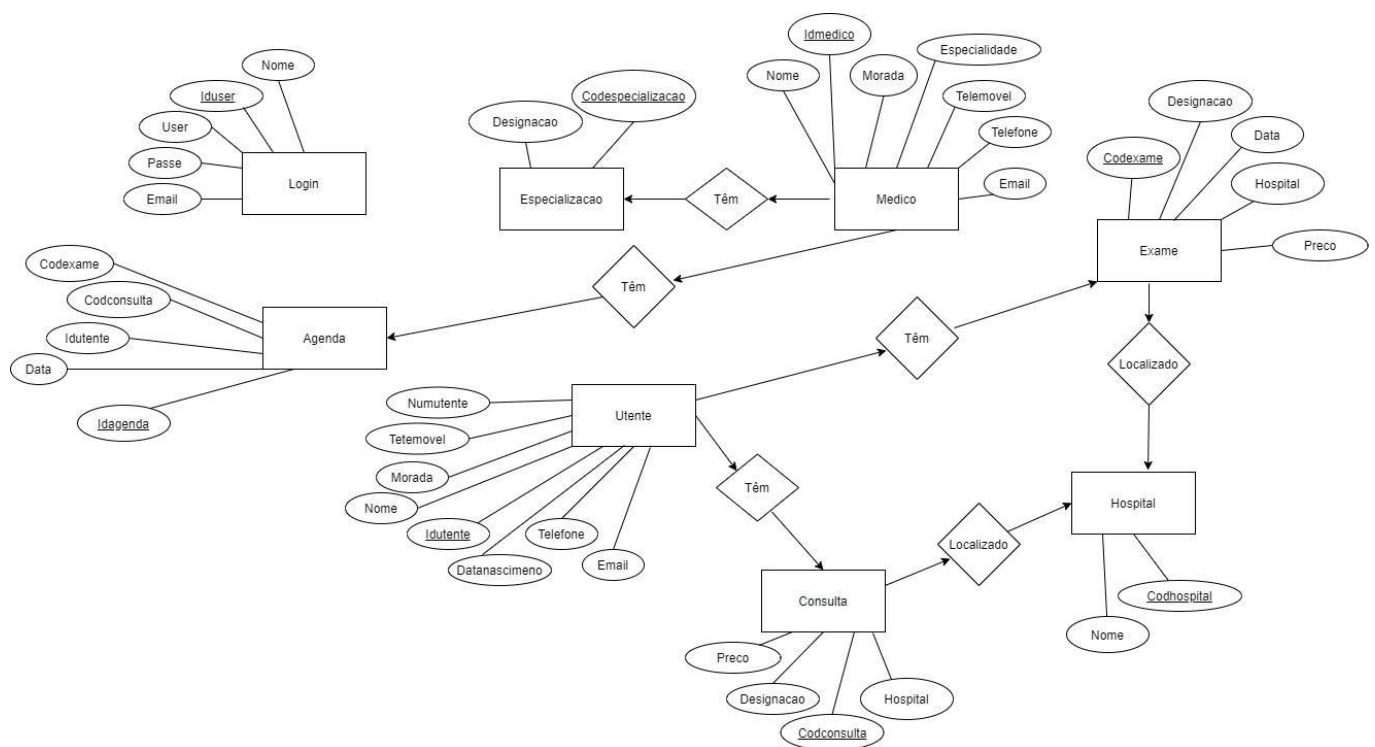 Nome
Iduser
User
Passe
Email
Login
Designacao
Codespecializacao
Especializacao
Têm
Idmedico
Nome
Morada
Especialidade
Telemovel
Telefone
Email
Medico
Designacao
Codexame
Data
Hospital
Preco
Exame
Codexame
Codconsulta
Idutente
Data
Idagenda
Agenda
Têm
Têm
Localizado
Numutente
Tetemovel
Morada
Nome
Idutente
Datanascimeno
Telefone
Email
Utente
Têm
Localizado
Hospital
Codhospital
Nome
Consulta
Preco
Designacao
Codconsulta
Hospital